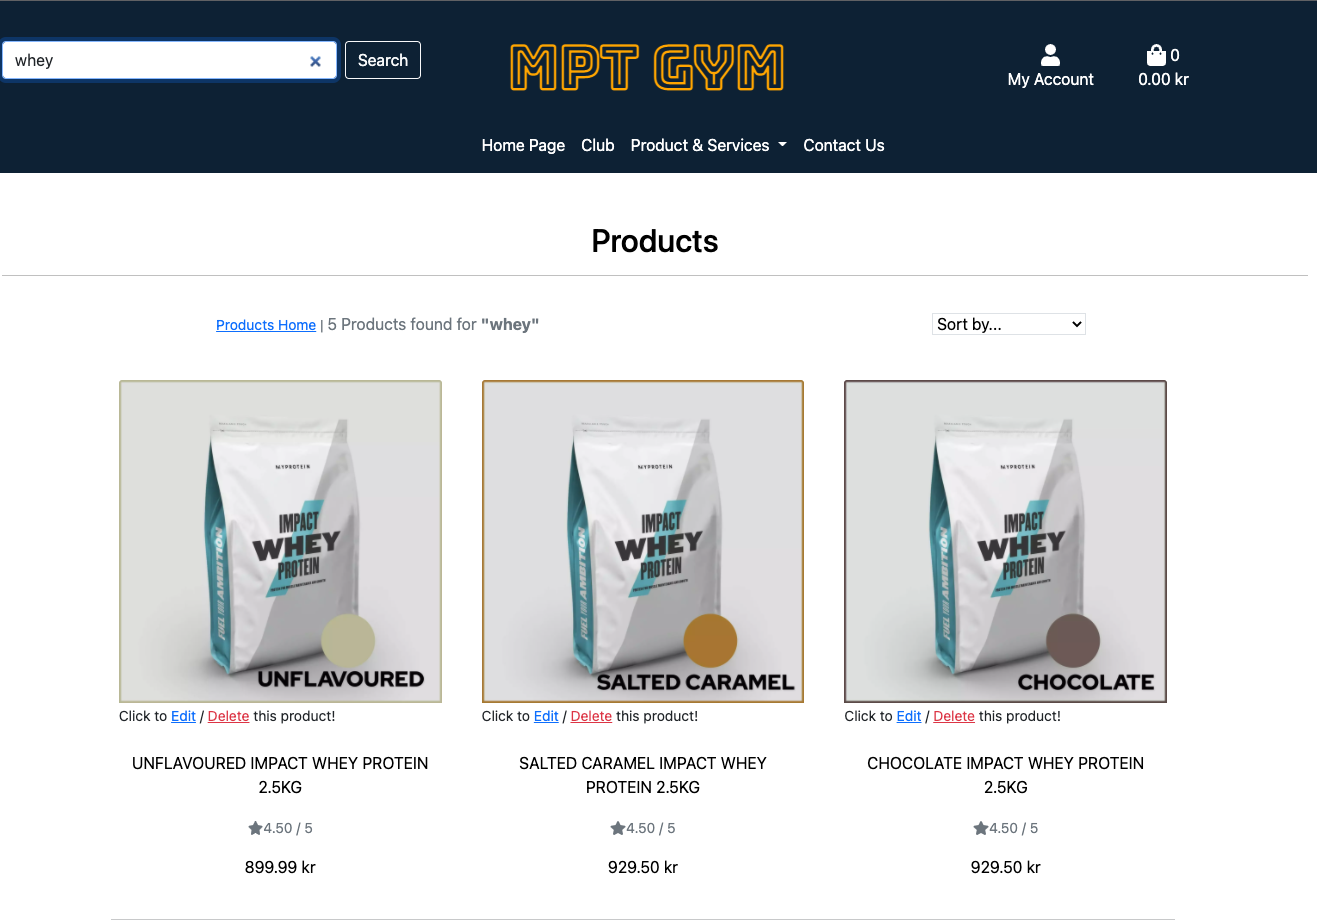 whey
Search
MPT GYM
My Account
0
0.00 kr
Home Page Club Product & Services Contact Us
Products
Products Home | 5 Products found for "whey"
Sort by...
MYPROTEIN
IMPACT
WHEY
PROTEIN
FUEL FOR AMBITION
UNFLAVOURED
MYPROTEIN
IMPACT
WHEY
PROTEIN
FUEL FOR AMBITION
SALTED CARAMEL
MYPROTEIN
IMPACT
WHEY
PROTEIN
FUEL FOR AMBITION
CHOCOLATE
Click to Edit / Delete this product!
Click to Edit / Delete this product!
Click to Edit / Delete this product!
UNFLAVOURED IMPACT WHEY PROTEIN
2.5KG
4.50 / 5
899.99 kr
SALTED CARAMEL IMPACT WHEY
PROTEIN 2.5KG
4.50 / 5
929.50 kr
CHOCOLATE IMPACT WHEY PROTEIN
2.5KG
4.50 / 5
929.50 kr